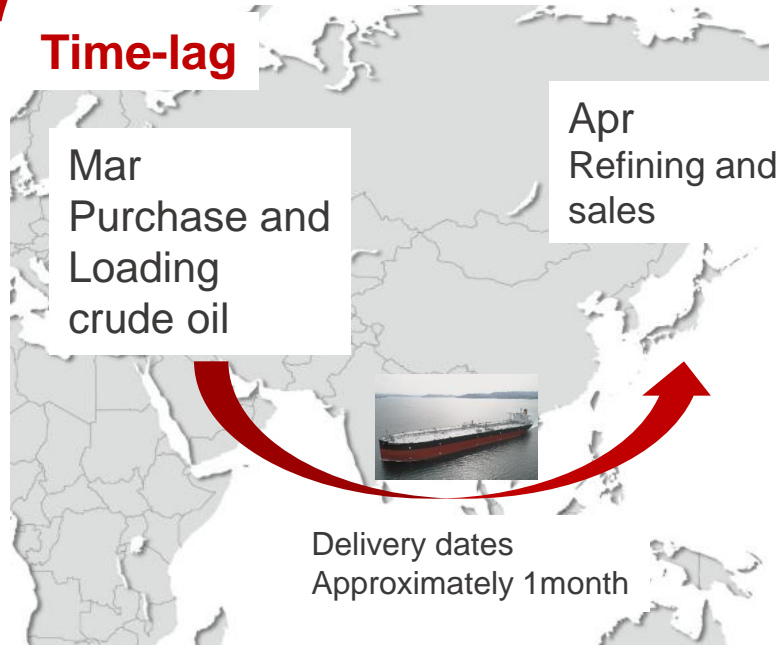 Time-lag
Mar
Purchase and
Loading
crude oil
Apr
Refining and
sales
Delivery dates
Approximately 1month